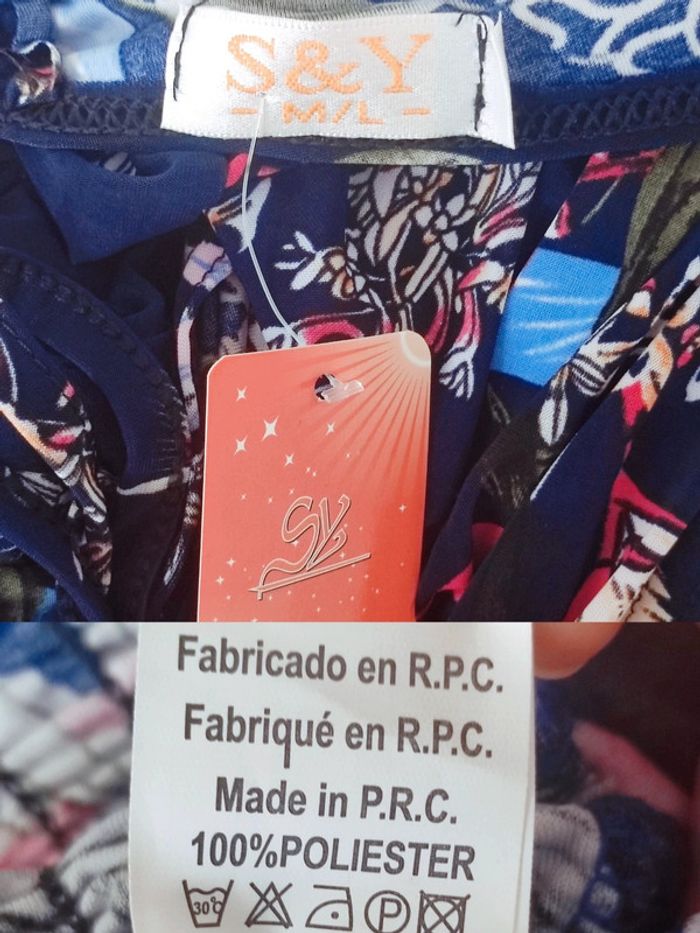 S&Y
- M/L -
SY
Fabricado en R.P.C.
Fabriqué en R.P.C.
Made in P.R.C.
100%POLIESTER
30°C
P